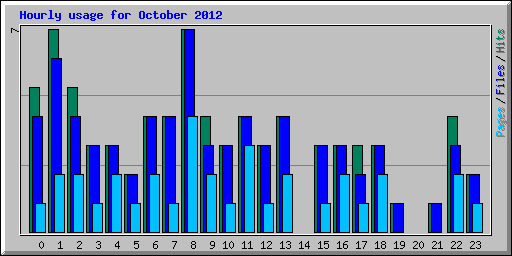 Hourly usage for October 2012
7
Pages/Files/Hits
0 1 2 3 4 5 6 7 8 9 10 11 12 13 14 15 16 17 18 19 20 21 22 23